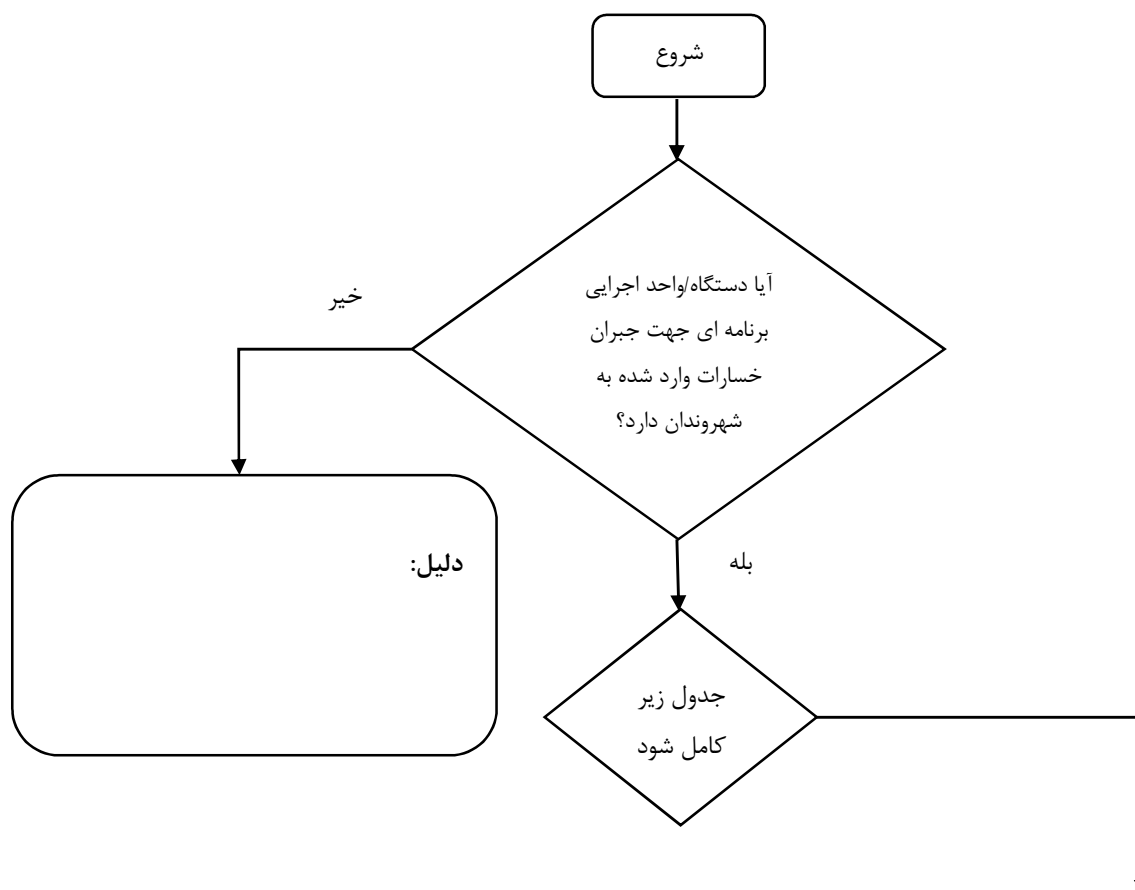 شروع
آیا دستگاه/واحد اجرایی
برنامه ای جهت جبران
خسارات وارد شده به
شهروندان دارد؟
خیر
دلیل:
بله
جدول زیر
کامل شود